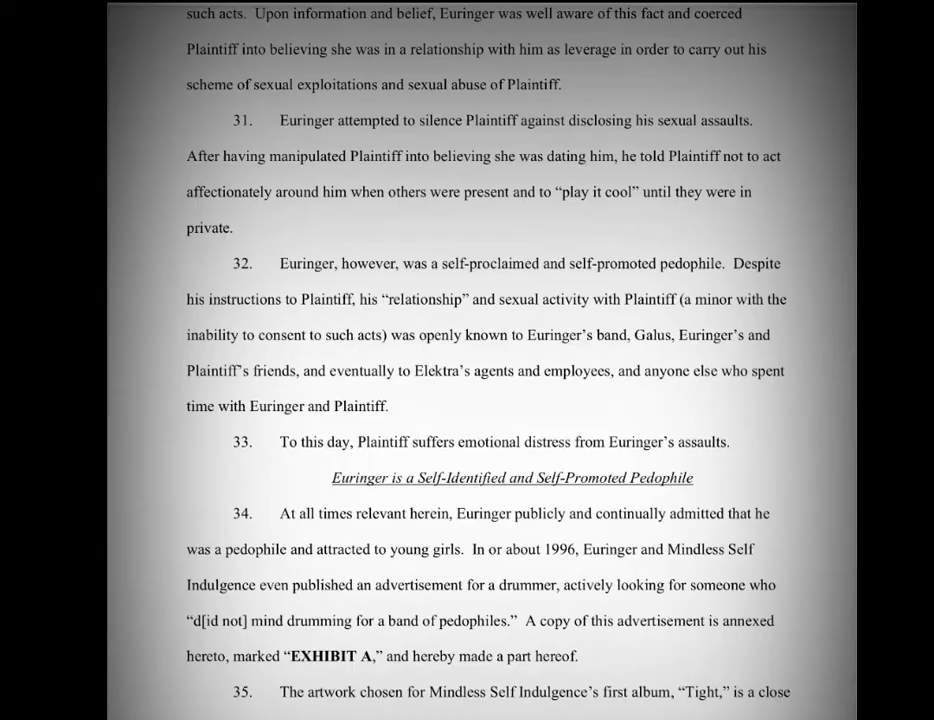 such acts. Upon information and belief, Euringer was well aware of this fact and coerced
Plaintiff into believing she was in a relationship with him as leverage in order to carry out his
scheme of sexual exploitations and sexual abuse of Plaintiff.
31. Euringer attempted to silence Plaintiff against disclosing his sexual assaults.
After having manipulated Plaintiff into believing she was dating him, he told Plaintiff not to act
affectionately around him when others were present and to “play it cool” until they were in
private.
32. Euringer, however, was a self-proclaimed and self-promoted pedophile. Despite
his instructions to Plaintiff, his “relationship” and sexual activity with Plaintiff (a minor with the
inability to consent to such acts) was openly known to Euringer’s band, Galus, Euringer’s and
Plaintiff’s friends, and eventually to Elektra’s agents and employees, and anyone else who spent
time with Euringer and Plaintiff.
33. To this day, Plaintiff suffers emotional distress from Euringer’s assaults.
Euringer is a Self-Identified and Self-Promoted Pedophile
34. At all times relevant herein, Euringer publicly and continually admitted that he
was a pedophile and attracted to young girls. In or about 1996, Euringer and Mindless Self
Indulgence even published an advertisement for a drummer, actively looking for someone who
“d[id not] mind drumming for a band of pedophiles.” A copy of this advertisement is annexed
hereto, marked “EXHIBIT A,” and hereby made a part hereof.
35. The artwork chosen for Mindless Self Indulgence’s first album, “Tight,” is a close